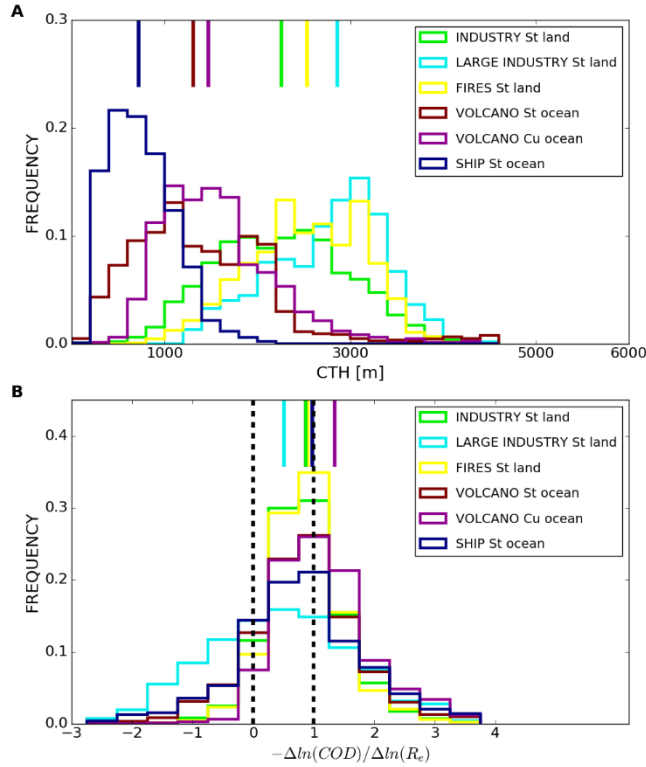 A
0.3
0.2
0.1
0.0
FREQUENCY
INDUSTRY St land
LARGE INDUSTRY St land
FIRES St land
VOLCANO St ocean
VOLCANO Cu ocean
SHIP St ocean
1000 3000 5000 6000
CTH [m]
B
0.4
0.3
0.2
0.1
0.0
FREQUENCY
INDUSTRY St land
LARGE INDUSTRY St land
FIRES St land
VOLCANO St ocean
VOLCANO Cu ocean
SHIP St ocean
−3 −2 −1 0 1 2 3 4
−Δln(COD)/Δln(Rₑ)